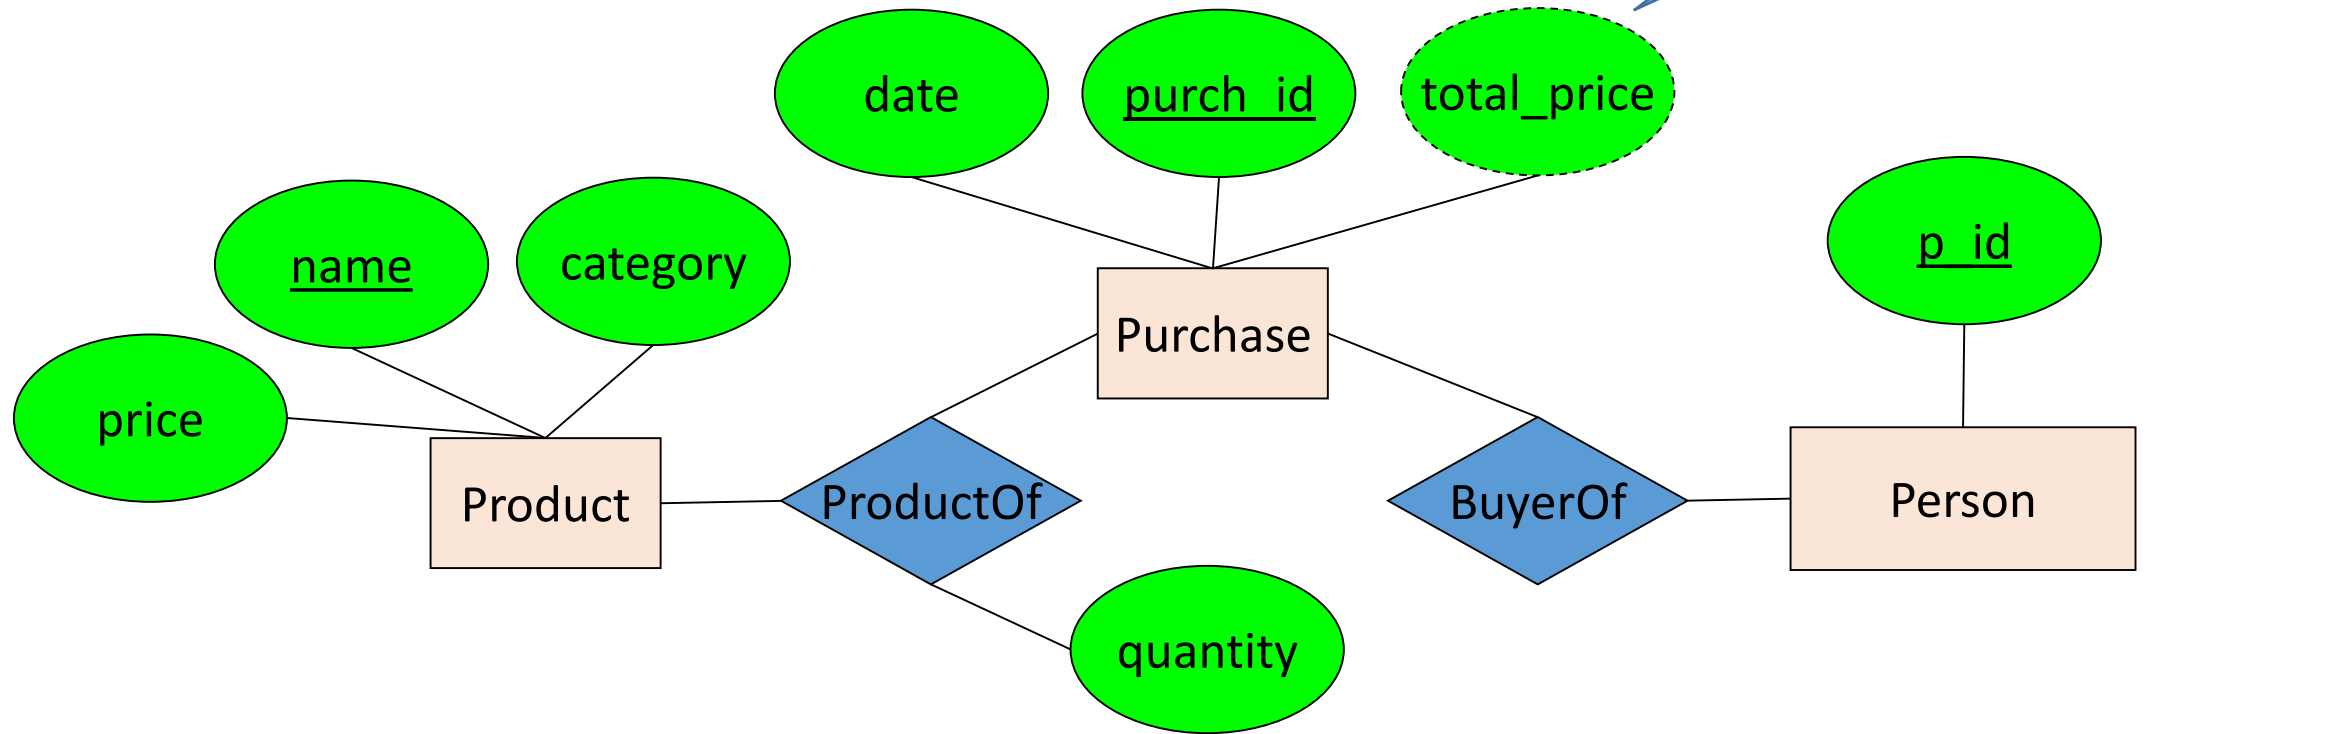 date
purch_id
total_price
p_id
name
category
price
Purchase
Product
ProductOf
BuyerOf
Person
quantity